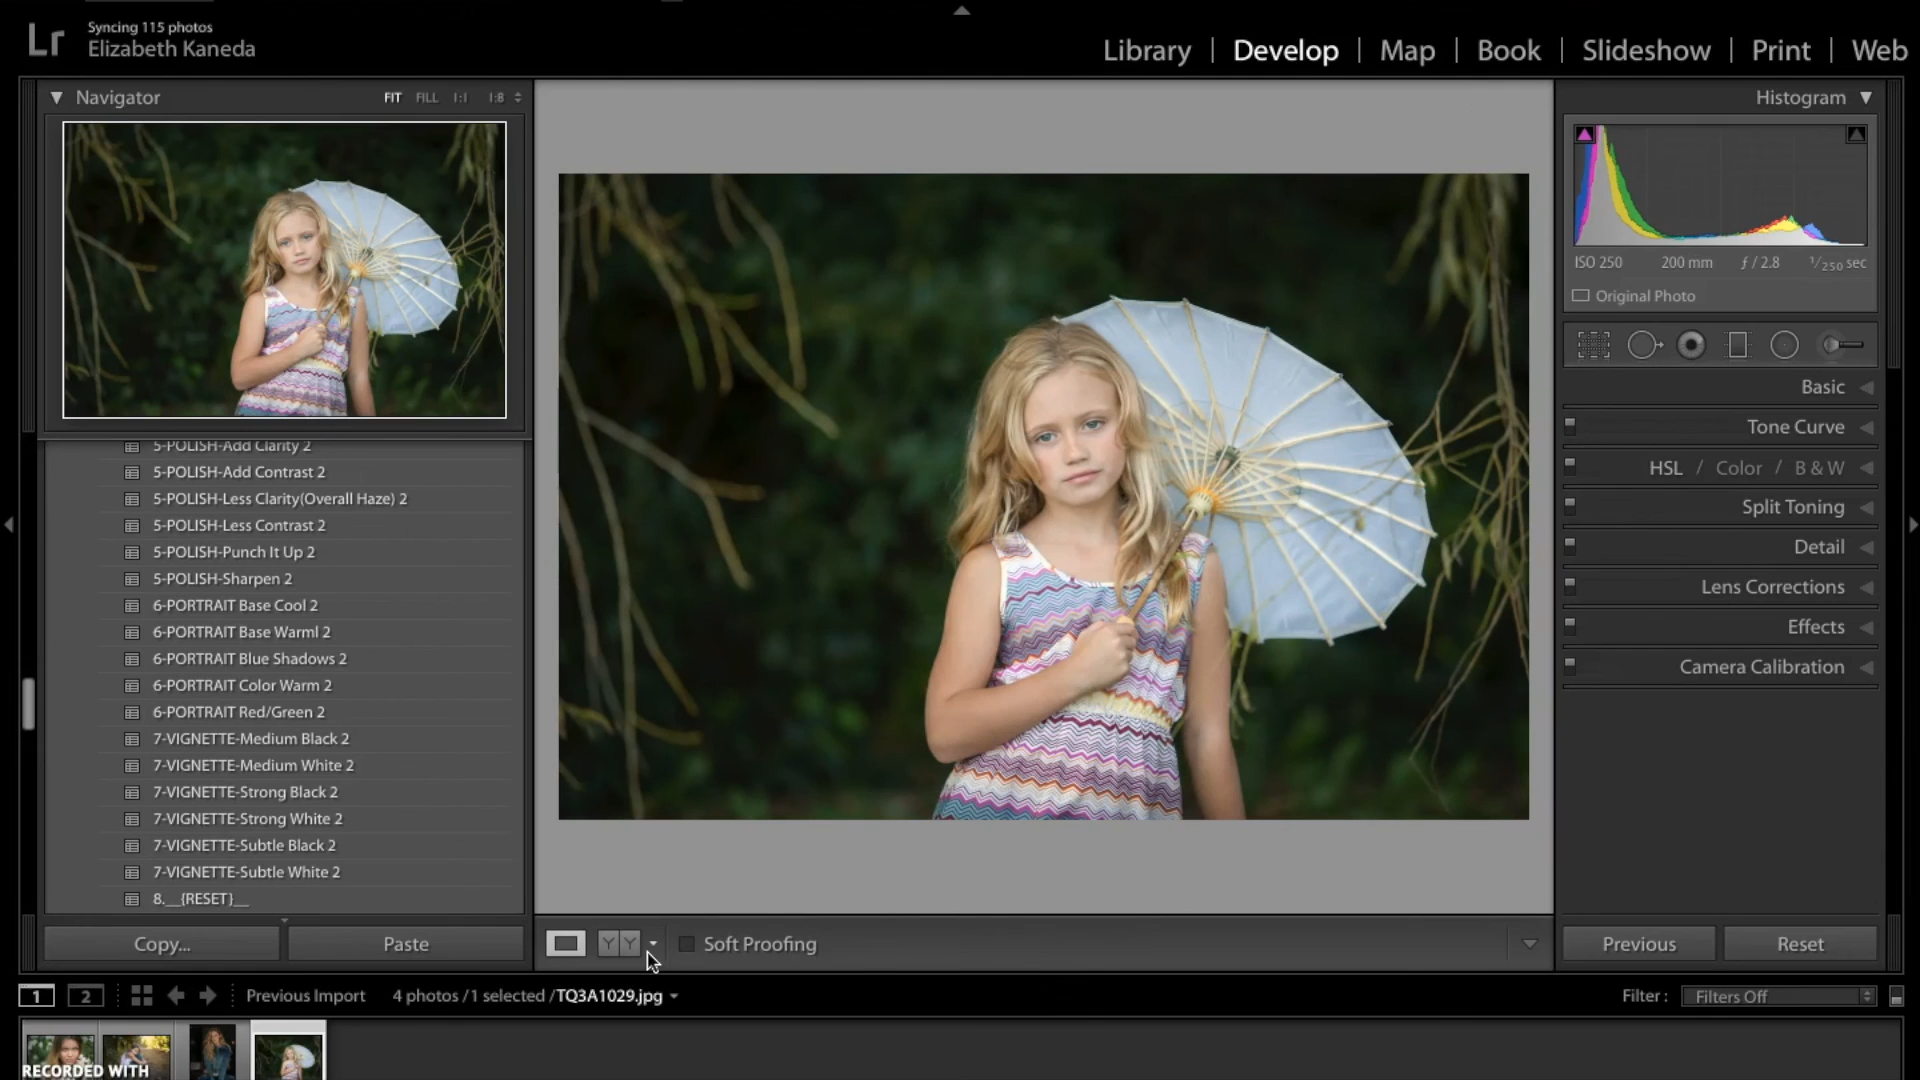 Lr
Syncing 115 photos
Elizabeth Kaneda
Library | Develop | Map | Book | Slideshow | Print | Web
Navigator
FIT FILL 1:1 1:8
Histogram
ISO 250 200 mm ƒ / 2.8 1/250 sec
Original Photo
Basic
Tone Curve
HSL / Color / B & W
Split Toning
Detail
Lens Corrections
Effects
Camera Calibration
5-POLISH-Add Clarity 2
5-POLISH-Add Contrast 2
5-POLISH-Less Clarity(Overall Haze) 2
5-POLISH-Less Contrast 2
5-POLISH-Punch It Up 2
5-POLISH-Sharpen 2
6-PORTRAIT Base Cool 2
6-PORTRAIT Base Warml 2
6-PORTRAIT Blue Shadows 2
6-PORTRAIT Color Warm 2
6-PORTRAIT Red/Green 2
7-VIGNETTE-Medium Black 2
7-VIGNETTE-Medium White 2
7-VIGNETTE-Strong Black 2
7-VIGNETTE-Strong White 2
7-VIGNETTE-Subtle Black 2
7-VIGNETTE-Subtle White 2
8.__{RESET}__
Copy... Paste
Y Y Soft Proofing
Previous Reset
1 2 Previous Import 4 photos /1 selected /TQ3A1029.jpg
Filter : Filters Off
RECORDED WITH